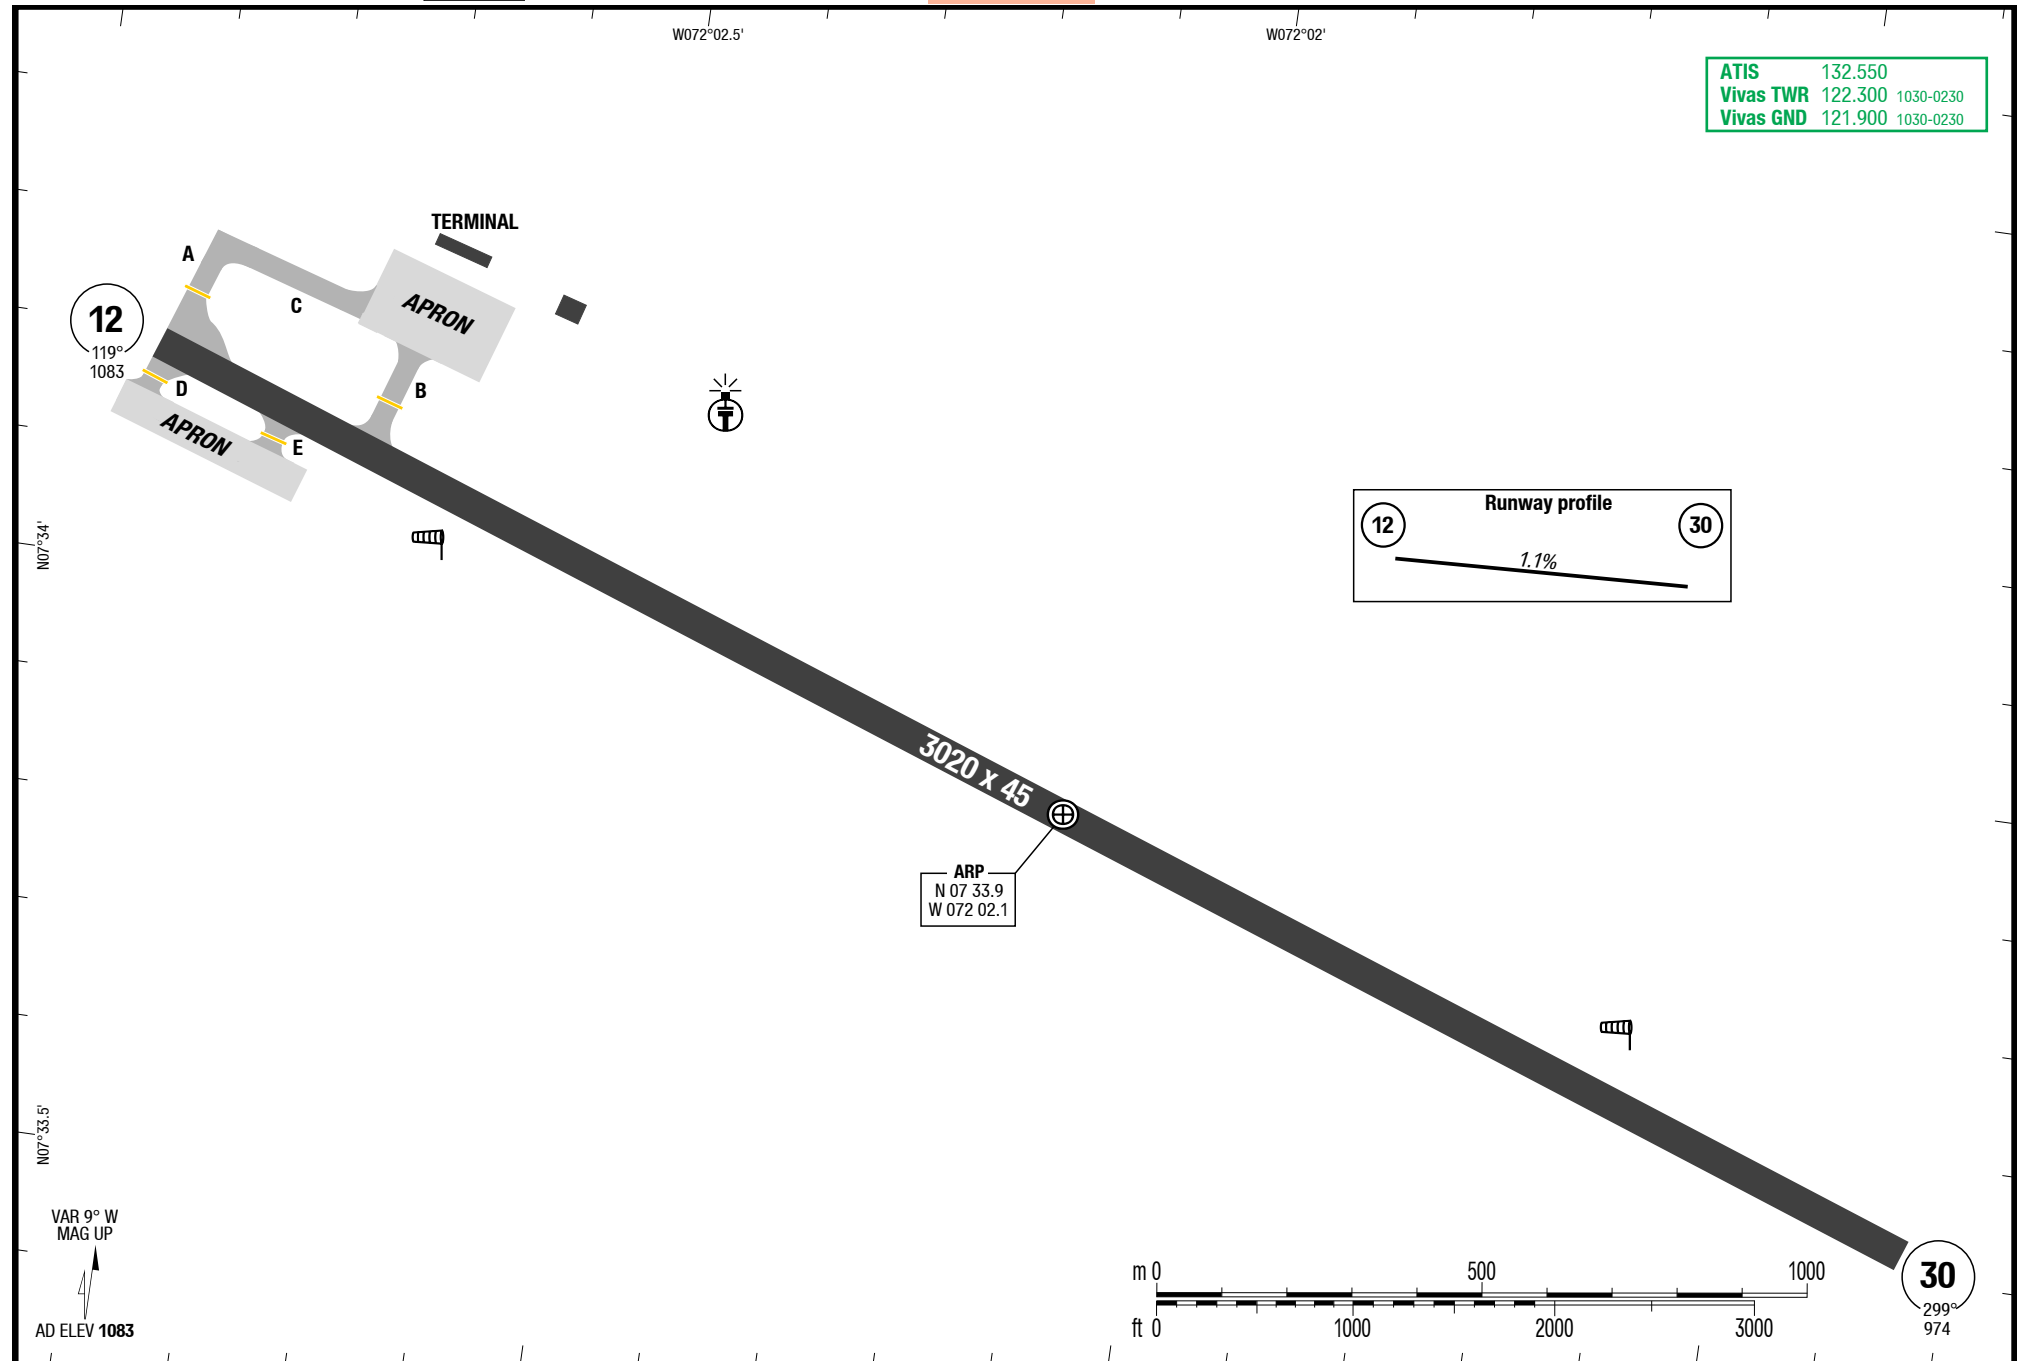 W072°02.5'
W072°02'
ATIS 132.550
Vivas TWR 122.300 1030-0230
Vivas GND 121.900 1030-0230
TERMINAL
A
C
APRON
12
119°
1083
D
B
APRON
E
N07°34'
Runway profile
12
30
1.1%
3020 x 45
ARP
N 07 33.9
W 072 02.1
N07°33.5'
VAR 9° W
MAG UP
AD ELEV 1083
m 0 500 1000
ft 0 1000 2000 3000
30
299°
974